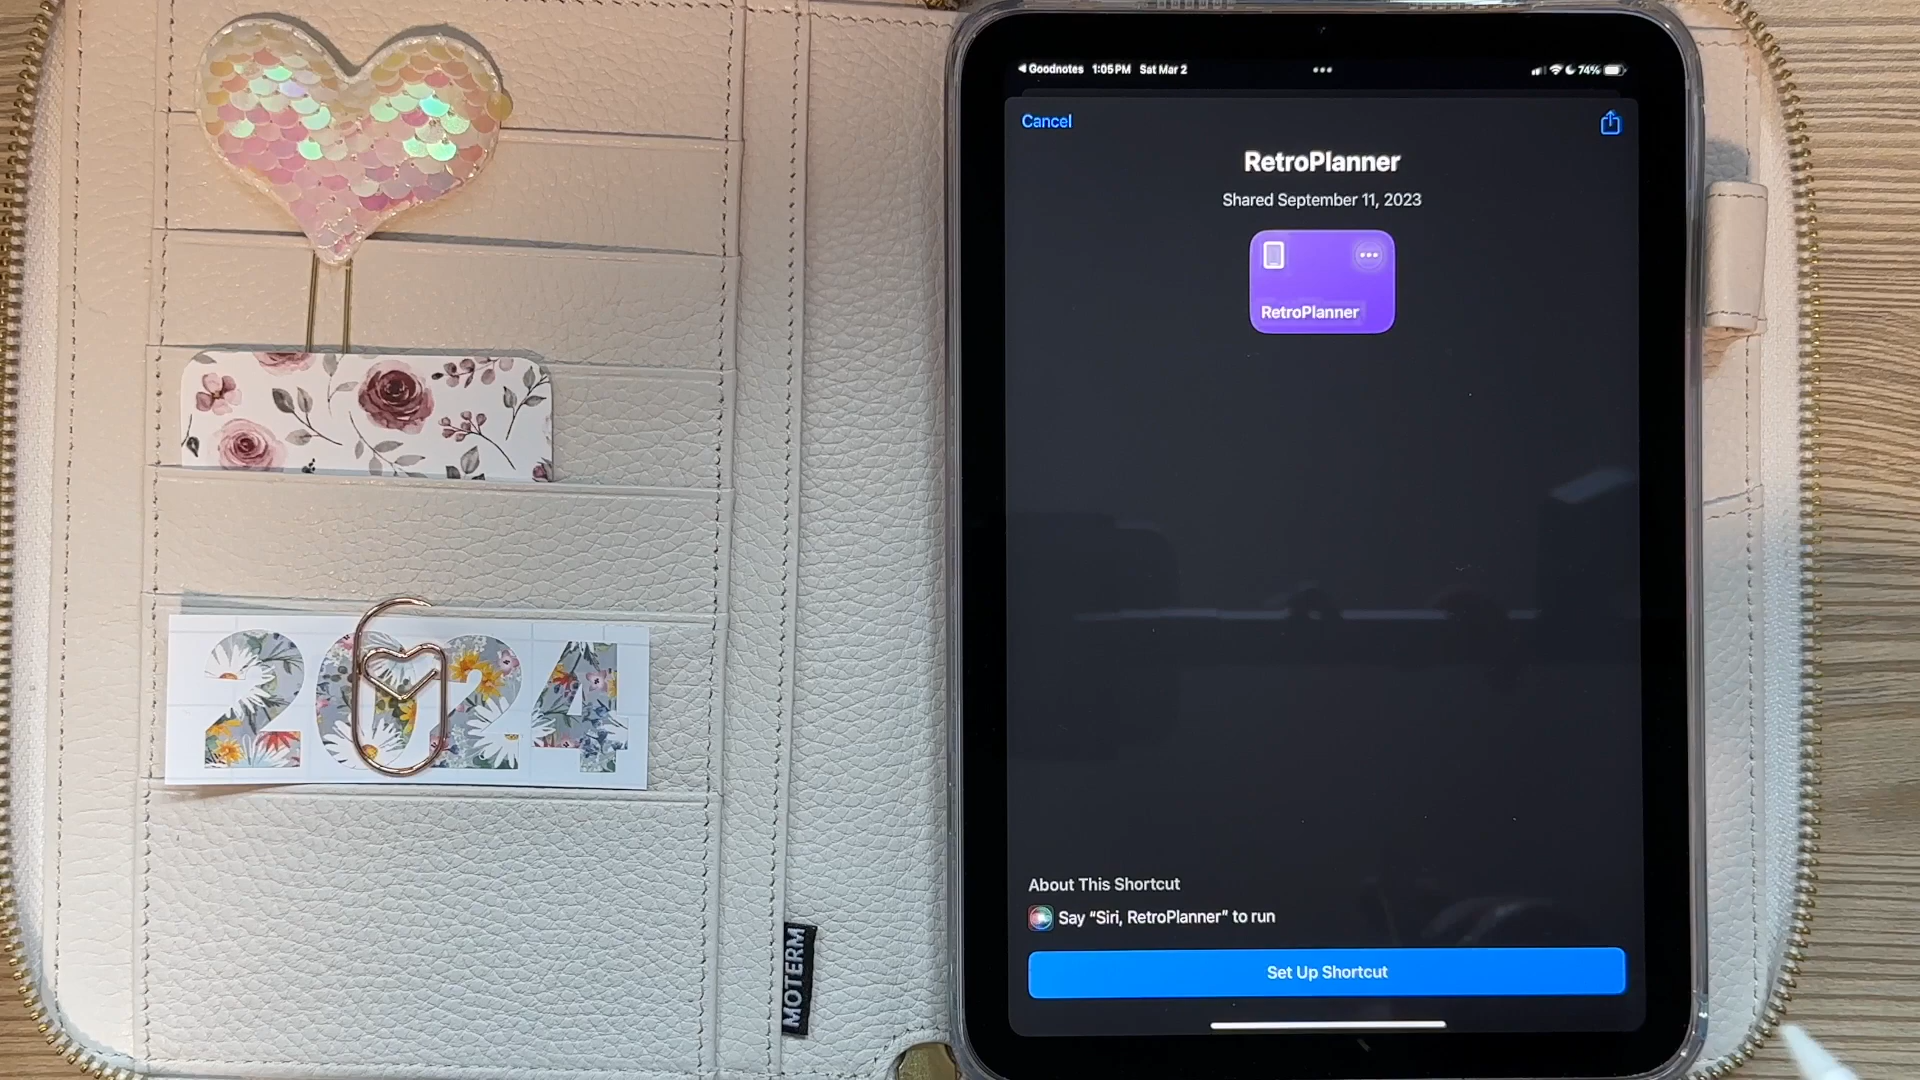 2024
MOTERM
Goodnotes 1:05 PM Sat Mar 2
74%
Cancel
RetroPlanner
Shared September 11, 2023
RetroPlanner
About This Shortcut
Say “Siri, RetroPlanner” to run
Set Up Shortcut